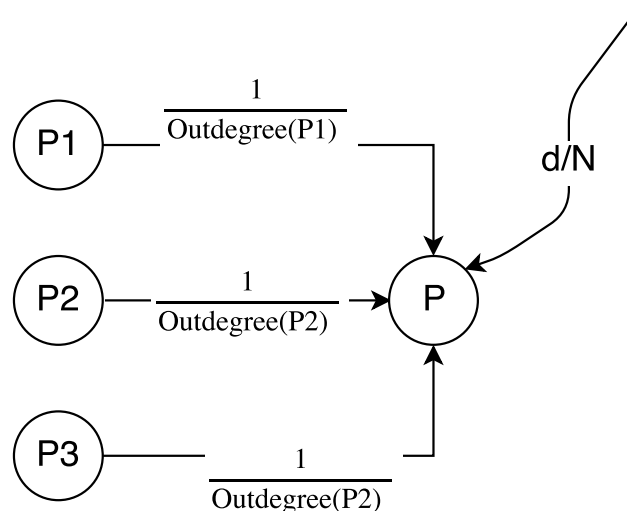 1
P1
Outdegree(P1)
d/N
1
P2
Outdegree(P2)
P
1
P3
Outdegree(P2)